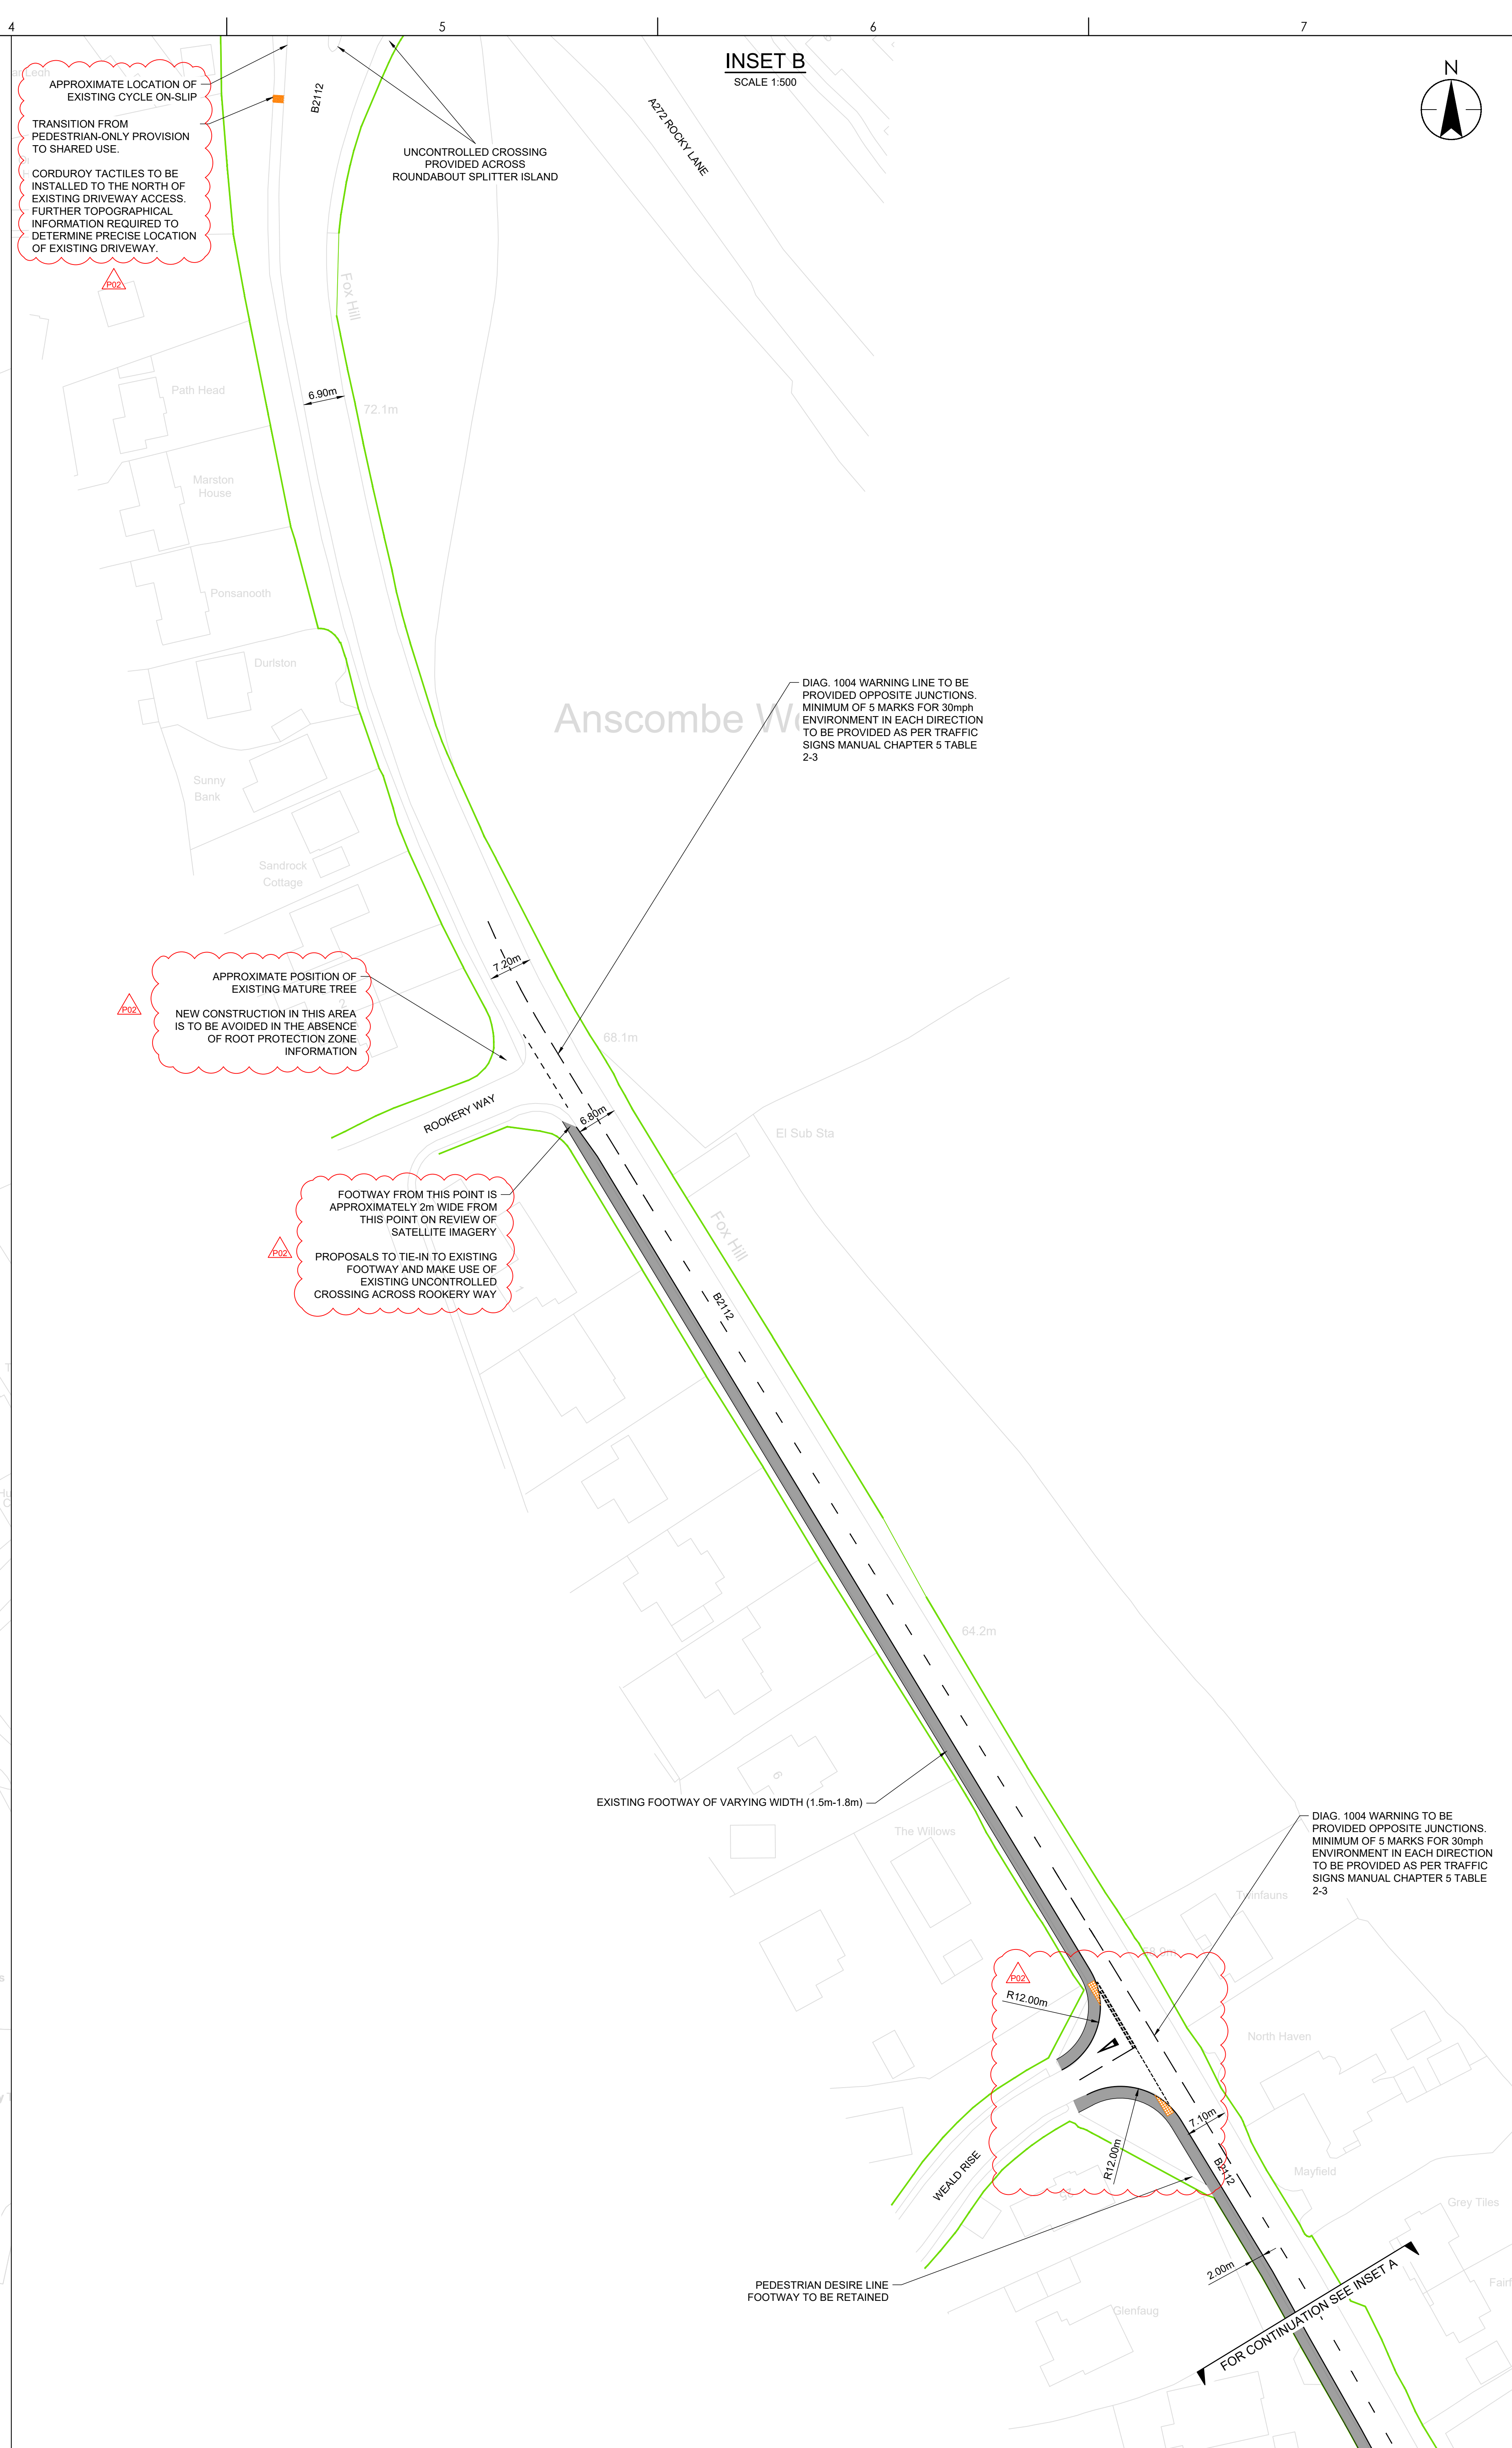 4
5
6
7
INSET B
SCALE 1:500
N
APPROXIMATE LOCATION OF
EXISTING CYCLE ON-SLIP
TRANSITION FROM
PEDESTRIAN-ONLY PROVISION
TO SHARED USE.
CORDUROY TACTILES TO BE
INSTALLED TO THE NORTH OF
EXISTING DRIVEWAY ACCESS.
FURTHER TOPOGRAPHICAL
INFORMATION REQUIRED TO
DETERMINE PRECISE LOCATION
OF EXISTING DRIVEWAY.
P02
B2112
UNCONTROLLED CROSSING
PROVIDED ACROSS
ROUNDABOUT SPLITTER ISLAND
A272 ROCKY LANE
Fox Hill
Path Head
6.90m
72.1m
Marston
House
Ponsanooth
Durlston
Anscombe
DIAG. 1004 WARNING LINE TO BE
PROVIDED OPPOSITE JUNCTIONS.
MINIMUM OF 5 MARKS FOR 30mph
ENVIRONMENT IN EACH DIRECTION
TO BE PROVIDED AS PER TRAFFIC
SIGNS MANUAL CHAPTER 5 TABLE
2-3
Sunny
Bank
Sandrock
Cottage
7.20m
APPROXIMATE POSITION OF
EXISTING MATURE TREE
NEW CONSTRUCTION IN THIS AREA
IS TO BE AVOIDED IN THE ABSENCE
OF ROOT PROTECTION ZONE
INFORMATION
P02
2
68.1m
ROOKERY WAY
6.80m
El Sub Sta
FOOTWAY FROM THIS POINT IS
APPROXIMATELY 2m WIDE FROM
THIS POINT ON REVIEW OF
SATELLITE IMAGERY
PROPOSALS TO TIE-IN TO EXISTING
FOOTWAY AND MAKE USE OF
EXISTING UNCONTROLLED
CROSSING ACROSS ROOKERY WAY
P02
1
Fox Hill
B2112
64.2m
6
EXISTING FOOTWAY OF VARYING WIDTH (1.5m-1.8m)
The Willows
DIAG. 1004 WARNING TO BE
PROVIDED OPPOSITE JUNCTIONS.
MINIMUM OF 5 MARKS FOR 30mph
ENVIRONMENT IN EACH DIRECTION
TO BE PROVIDED AS PER TRAFFIC
SIGNS MANUAL CHAPTER 5 TABLE
2-3
Twinfauns
P02
R12.00m
North Haven
7.10m
R12.00m
B2112
WEALD RISE
Mayfield
Grey Tiles
PEDESTRIAN DESIRE LINE
FOOTWAY TO BE RETAINED
2.00m
FOR CONTINUATION SEE INSET A
Glenfaug